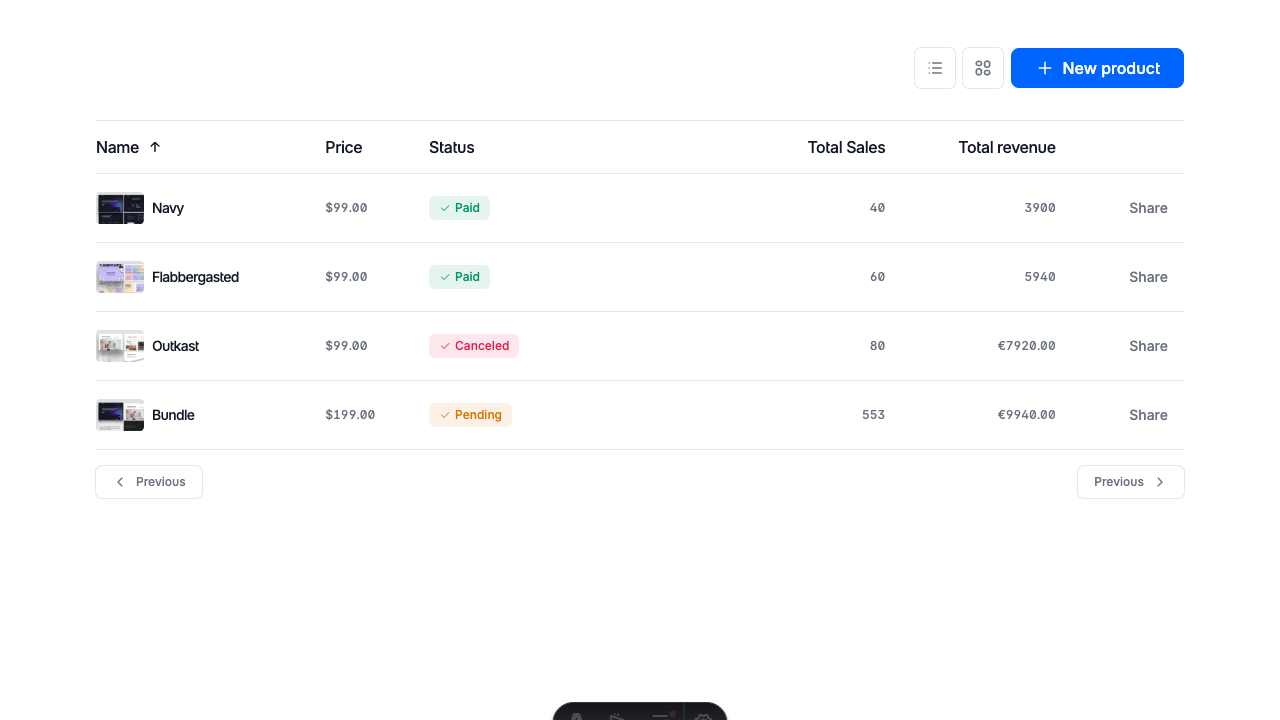 New product
Name Price Status Total Sales Total revenue
Navy $99.00 Paid 40 3900 Share
Flabbergasted $99.00 Paid 60 5940 Share
Outkast $99.00 Canceled 80 €7920.00 Share
Bundle $199.00 Pending 553 €9940.00 Share
Previous Previous